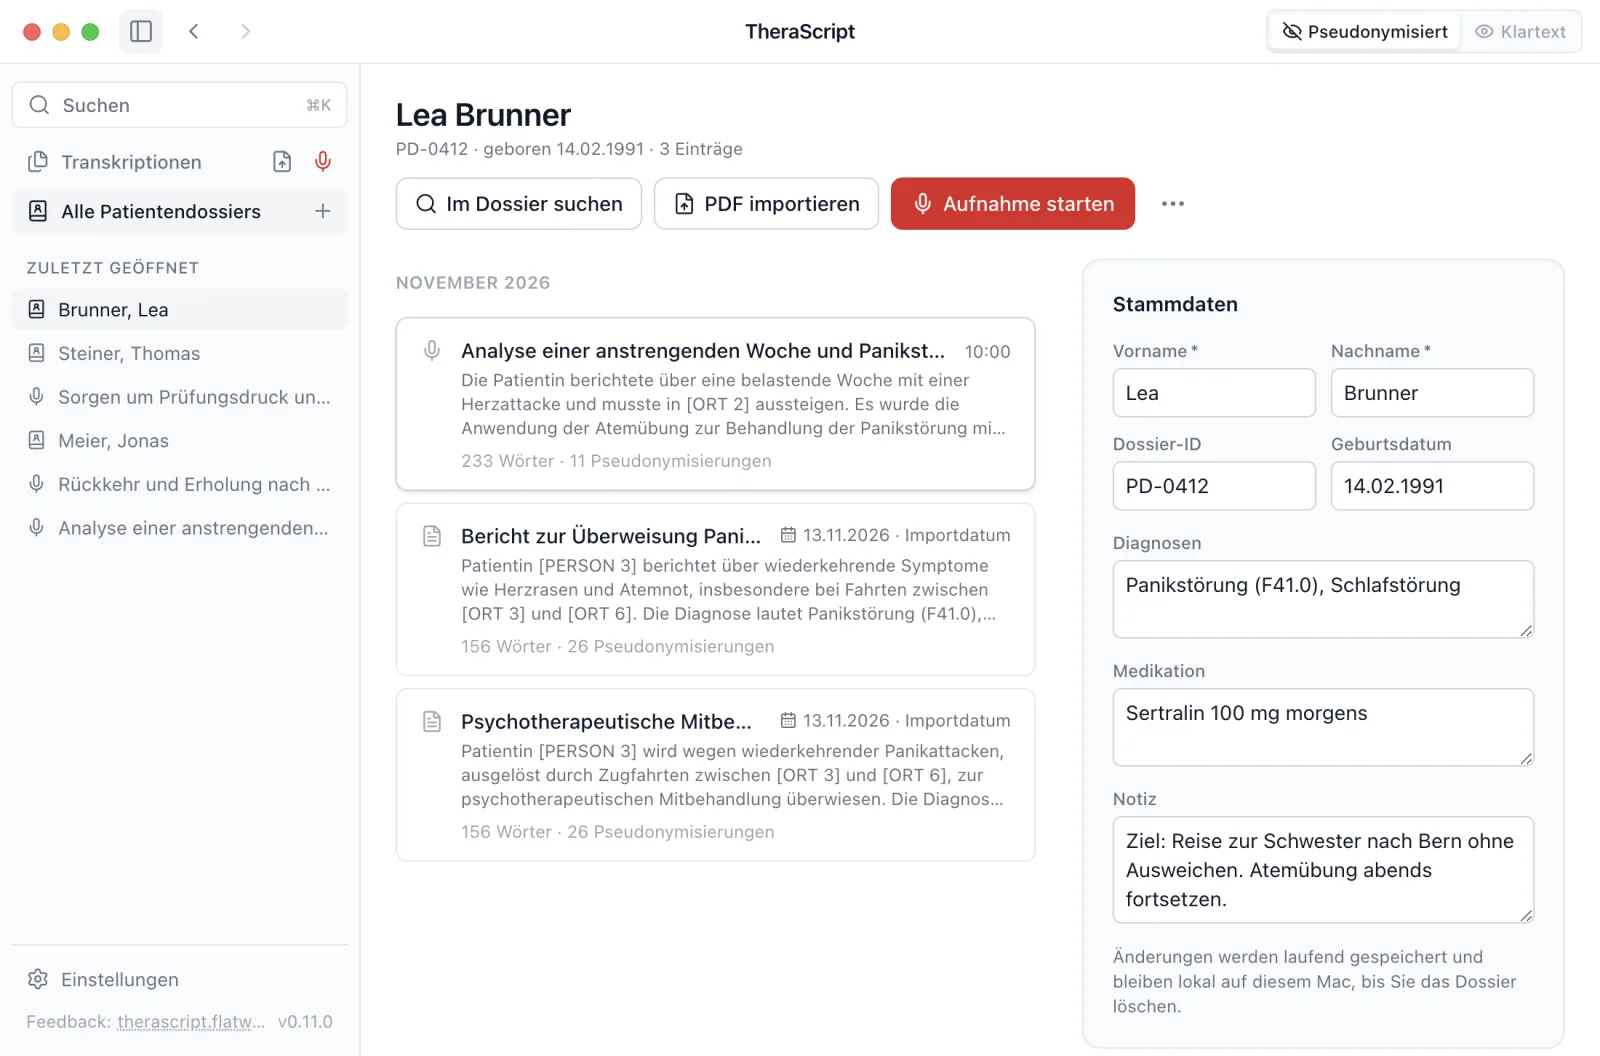 TheraScript
Pseudonymisiert
Klartext
Suchen
⌘K
Transkriptionen
Alle Patientendossiers
ZULETZT GEÖFFNET
Brunner, Lea
Steiner, Thomas
Sorgen um Prüfungsdruck un...
Meier, Jonas
Rückkehr und Erholung nach ...
Analyse einer anstrengenden...
Einstellungen
Feedback: therascript.flatw... v0.11.0
Lea Brunner
PD-0412 · geboren 14.02.1991 · 3 Einträge
Im Dossier suchen
PDF importieren
Aufnahme starten
NOVEMBER 2026
Analyse einer anstrengenden Woche und Panikst... 10:00
Die Patientin berichtete über eine belastende Woche mit einer
Herzattacke und musste in [ORT 2] aussteigen. Es wurde die
Anwendung der Atemübung zur Behandlung der Panikstörung mi...
233 Wörter · 11 Pseudonymisierungen
Bericht zur Überweisung Pani... 13.11.2026 · Importdatum
Patientin [PERSON 3] berichtet über wiederkehrende Symptome
wie Herzrasen und Atemnot, insbesondere bei Fahrten zwischen
[ORT 3] und [ORT 6]. Die Diagnose lautet Panikstörung (F41.0),...
156 Wörter · 26 Pseudonymisierungen
Psychotherapeutische Mitbe... 13.11.2026 · Importdatum
Patientin [PERSON 3] wird wegen wiederkehrender Panikattacken,
ausgelöst durch Zugfahrten zwischen [ORT 3] und [ORT 6], zur
psychotherapeutischen Mitbehandlung überwiesen. Die Diagnos...
156 Wörter · 26 Pseudonymisierungen
Stammdaten
Vorname * Nachname *
Lea Brunner
Dossier-ID Geburtsdatum
PD-0412 14.02.1991
Diagnosen
Panikstörung (F41.0), Schlafstörung
Medikation
Sertralin 100 mg morgens
Notiz
Ziel: Reise zur Schwester nach Bern ohne
Ausweichen. Atemübung abends
fortsetzen.
Änderungen werden laufend gespeichert und
bleiben lokal auf diesem Mac, bis Sie das Dossier
löschen.